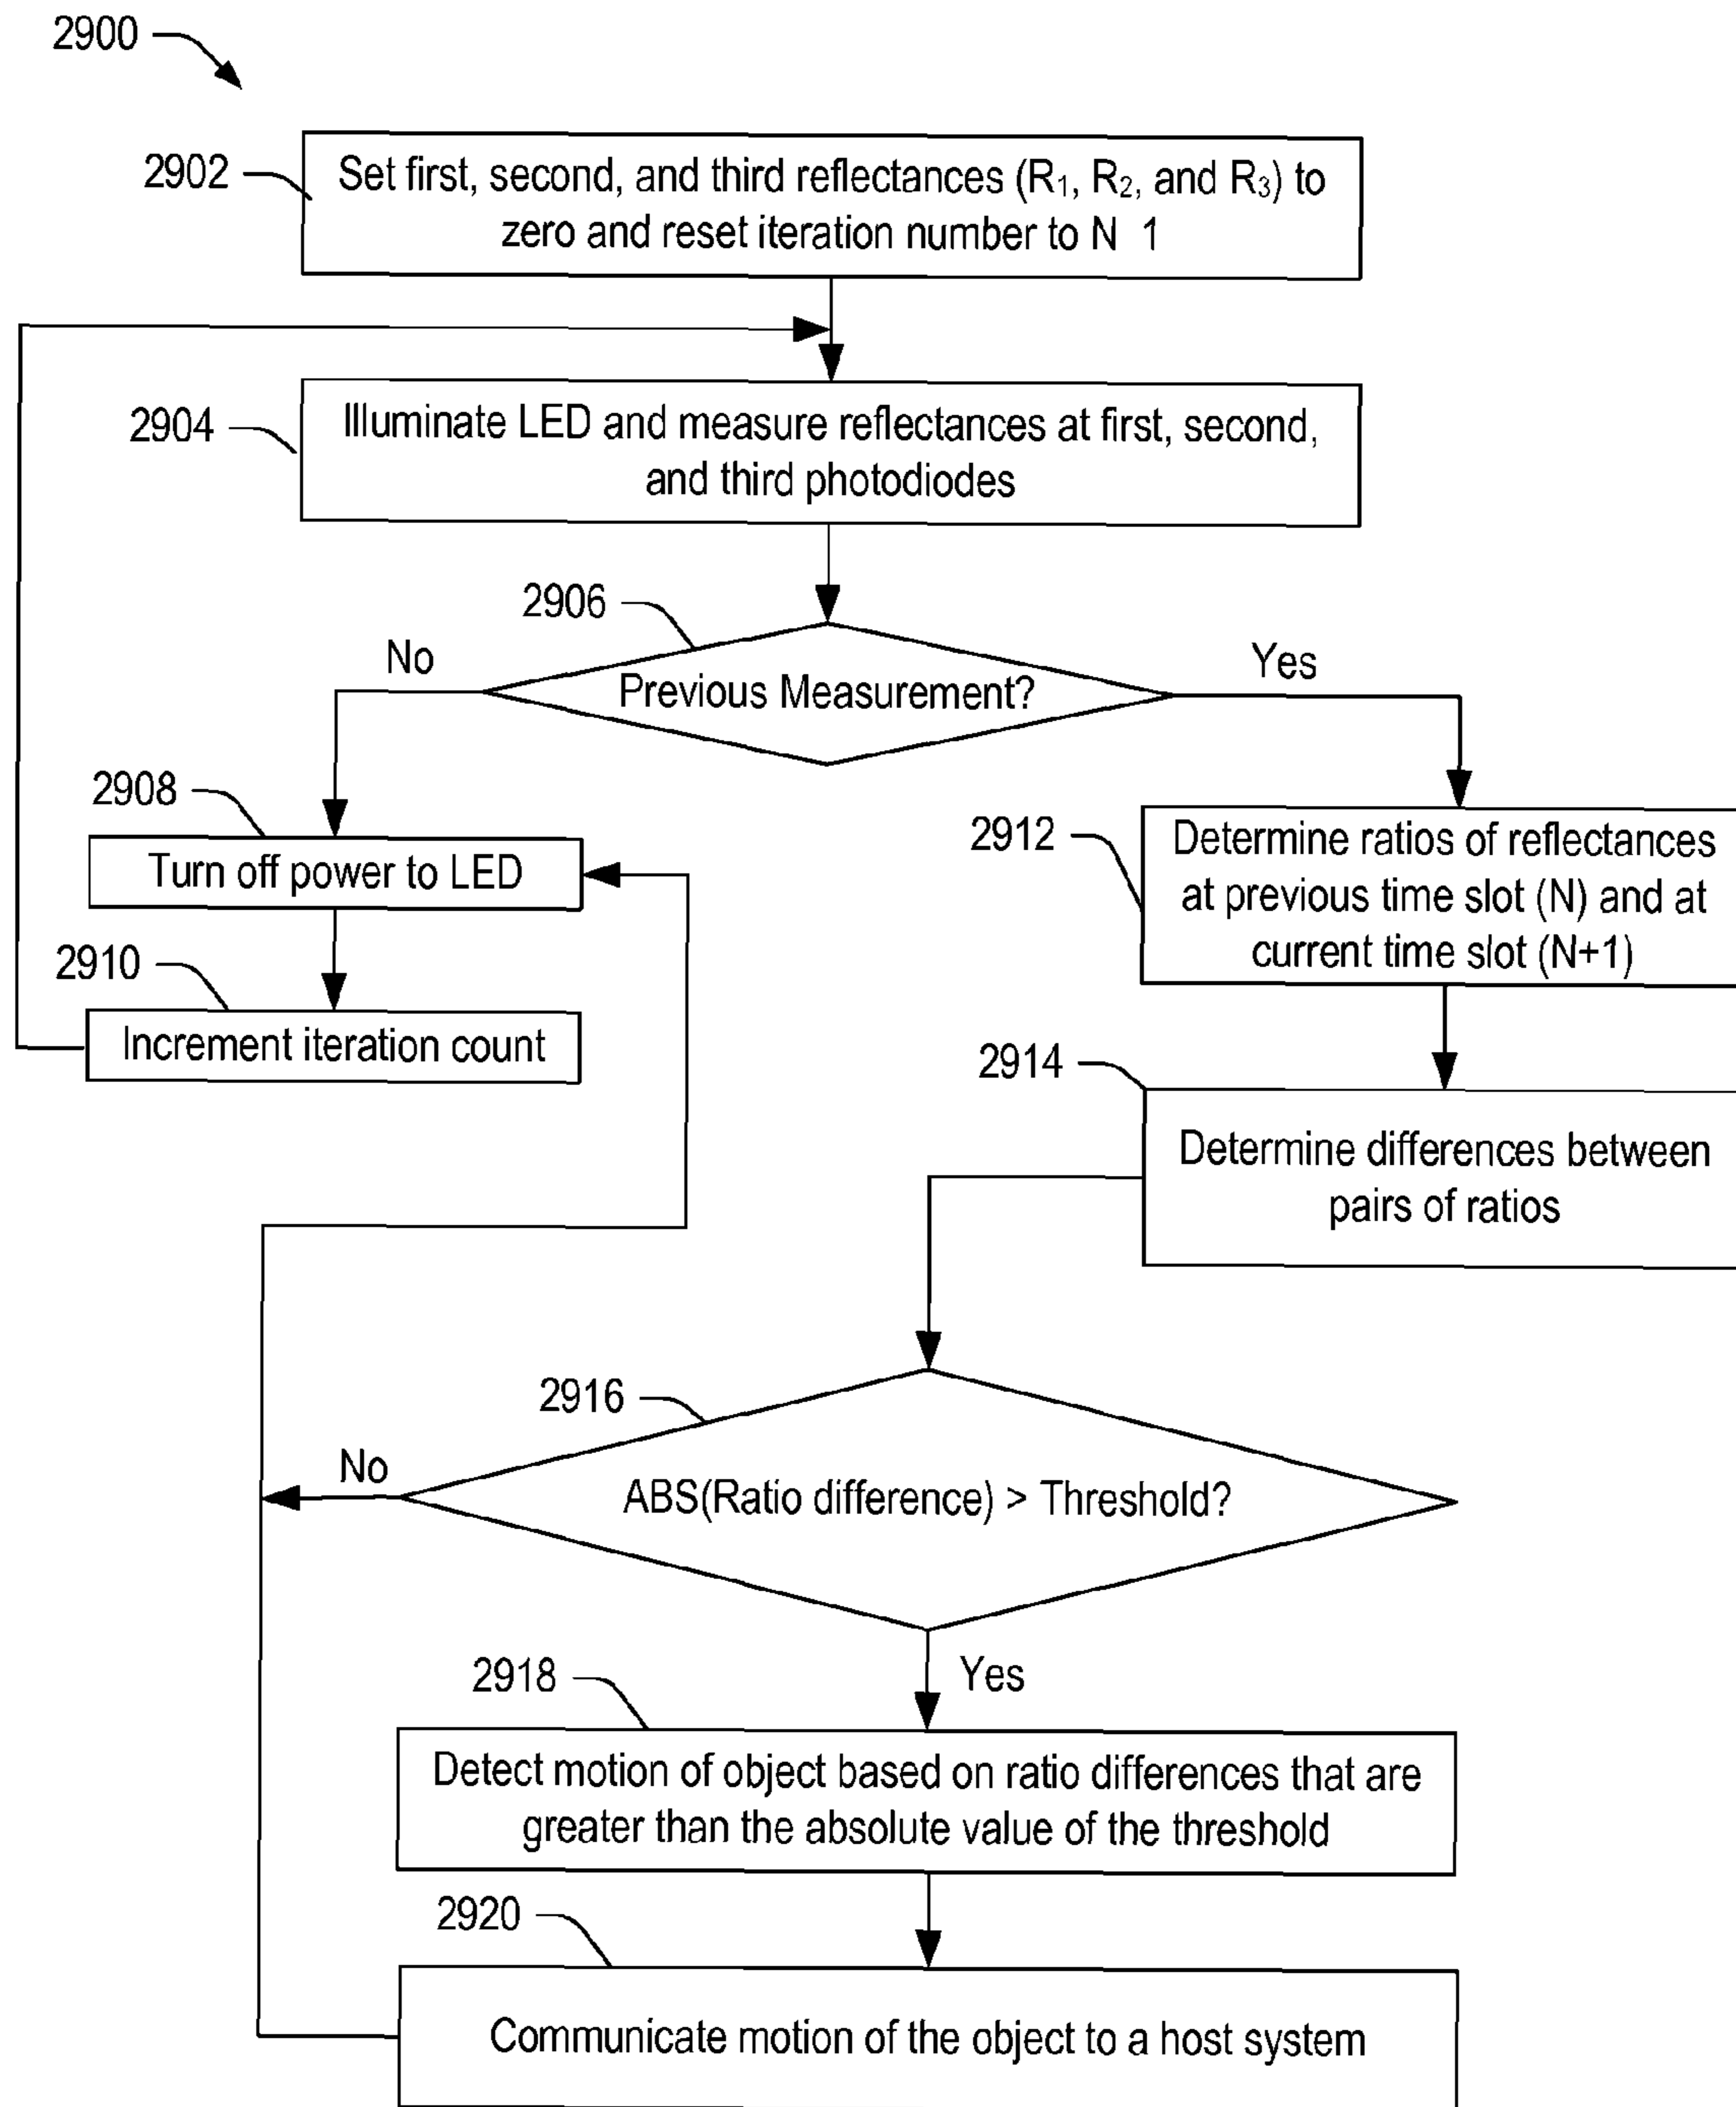 2900
2902
Set first, second, and third reflectances (R₁, R₂, and R₃) to
zero and reset iteration number to N 1
2904
Illuminate LED and measure reflectances at first, second,
and third photodiodes
2906
No
Previous Measurement?
Yes
2908
Turn off power to LED
2910
Increment iteration count
2912
Determine ratios of reflectances
at previous time slot (N) and at
current time slot (N+1)
2914
Determine differences between
pairs of ratios
2916
No
ABS(Ratio difference) > Threshold?
Yes
2918
Detect motion of object based on ratio differences that are
greater than the absolute value of the threshold
2920
Communicate motion of the object to a host system